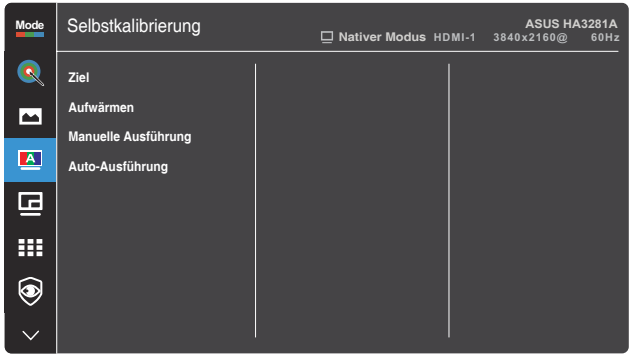 Mode
Selbstkalibrierung
ASUS HA3281A
Nativer Modus HDMI-1 3840x2160@ 60Hz
Ziel
Aufwärmen
Manuelle Ausführung
A
Auto-Ausführung